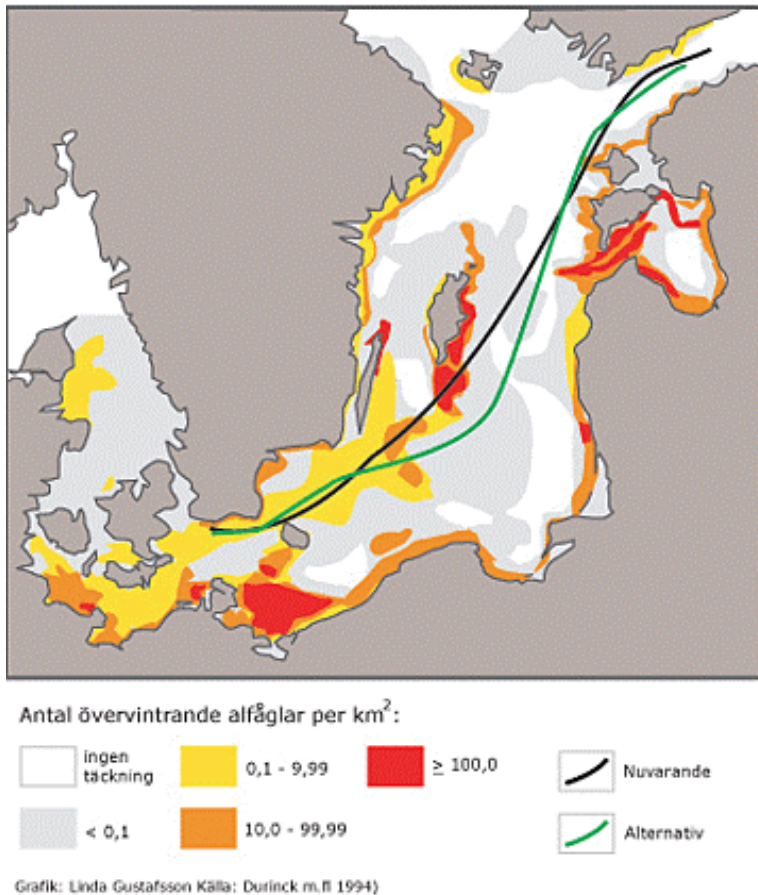 Antal övervintrande alfåglar per km²:
ingen
täckning
0,1 - 9,99
≥ 100,0
Nuvarande
< 0,1
10,0 - 99,99
Alternativ
Grafik: Linda Gustafsson Källa: Durinck m.fl 1994)